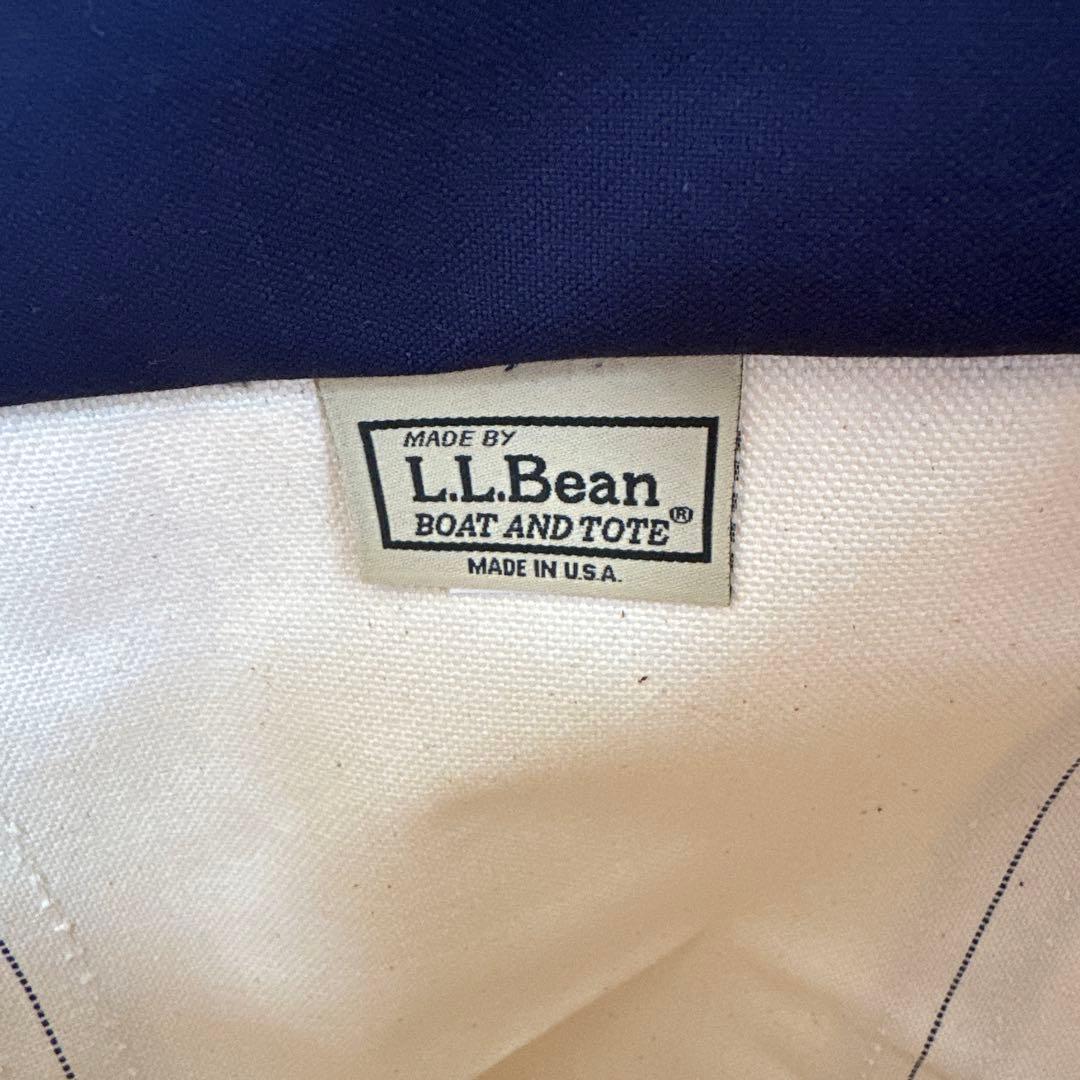 MADE BY
L.L.Bean
BOAT AND TOTE®
MADE IN U.S.A.